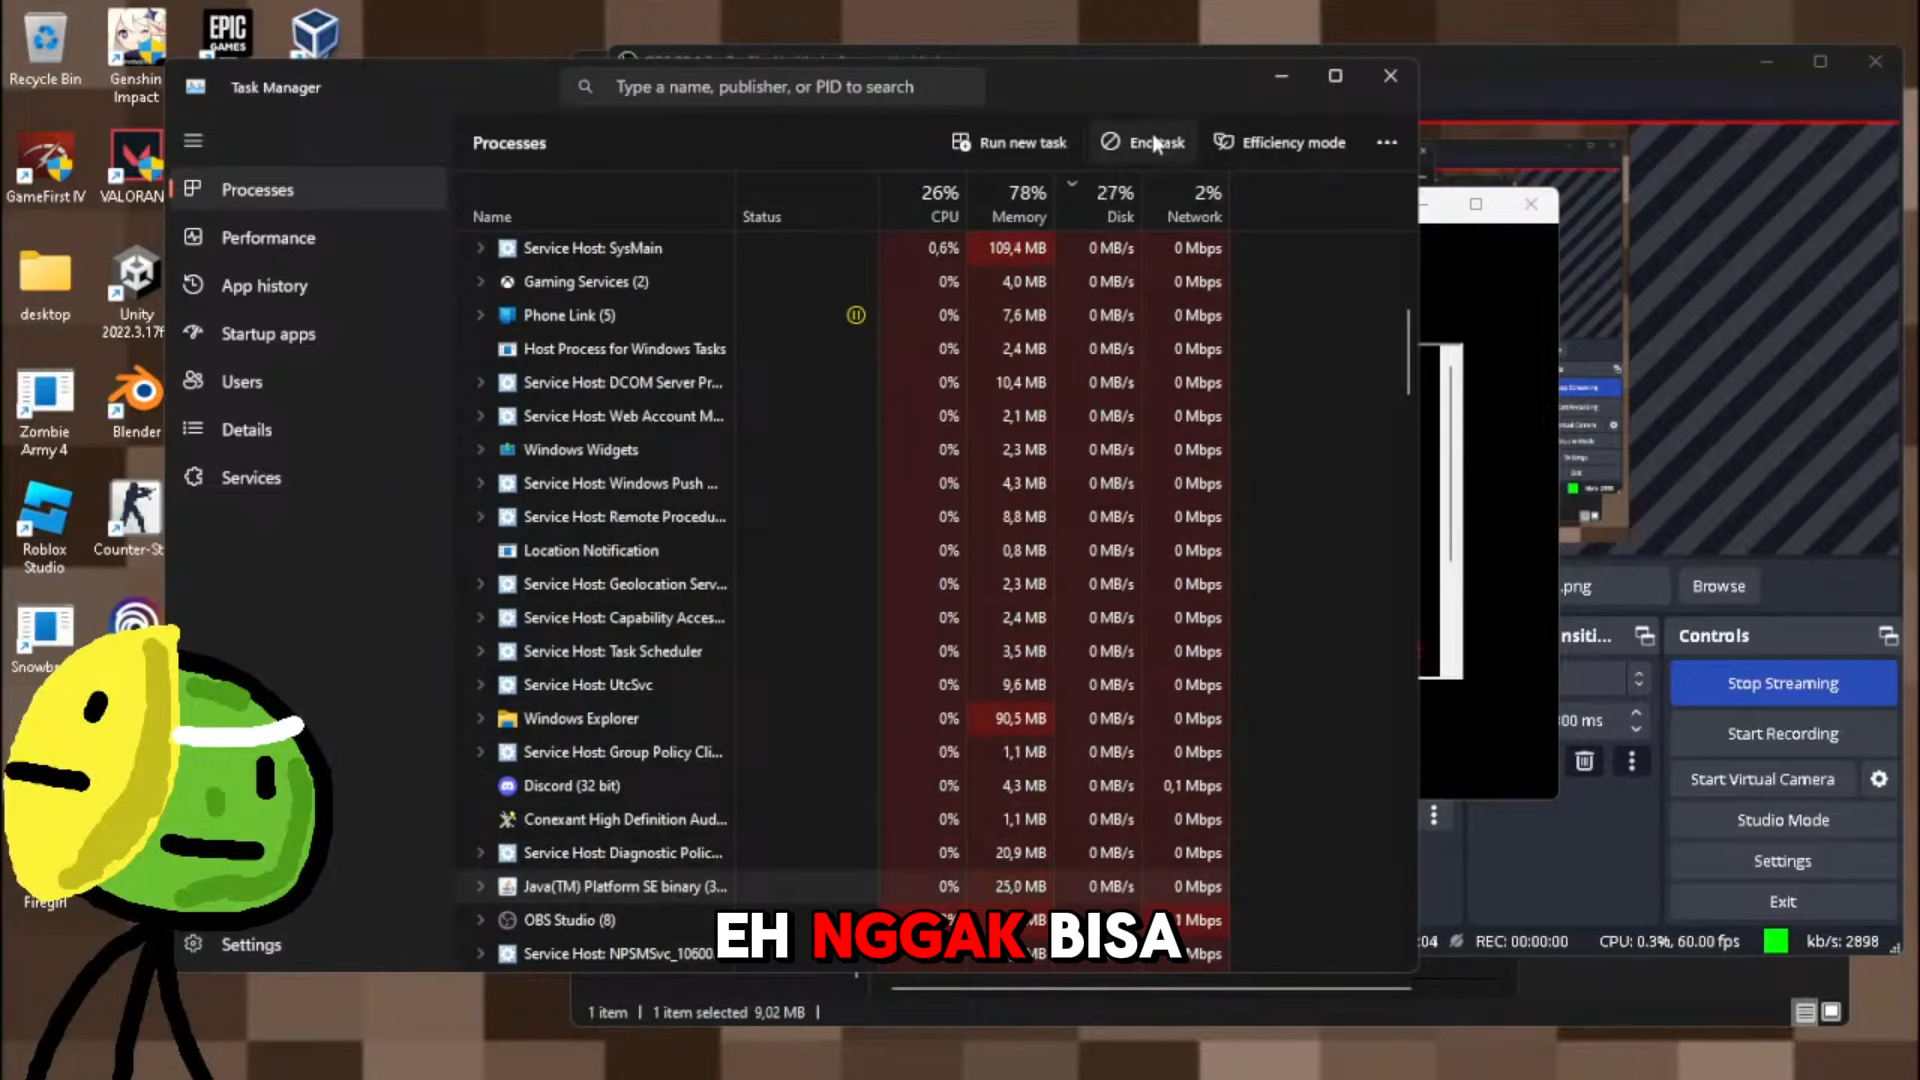 Recycle Bin
Genshin
Impact
EPIC
GAMES
GameFirst IV
VALORAN
desktop
Unity
2022.3.17f
Zombie
Army 4
Blender
Roblox
Studio
Counter-St
Firegirl
Task Manager
Type a name, publisher, or PID to search
Processes
Run new task
End task
Efficiency mode
Processes
Performance
App history
Startup apps
Users
Details
Services
Settings
26% 78% 27% 2%
Name Status CPU Memory Disk Network
Service Host: SysMain 0,6% 109,4 MB 0 MB/s 0 Mbps
Gaming Services (2) 0% 4,0 MB 0 MB/s 0 Mbps
Phone Link (5) 0% 7,6 MB 0 MB/s 0 Mbps
Host Process for Windows Tasks 0% 2,4 MB 0 MB/s 0 Mbps
Service Host: DCOM Server Pr... 0% 10,4 MB 0 MB/s 0 Mbps
Service Host: Web Account M... 0% 2,1 MB 0 MB/s 0 Mbps
Windows Widgets 0% 2,3 MB 0 MB/s 0 Mbps
Service Host: Windows Push ... 0% 4,3 MB 0 MB/s 0 Mbps
Service Host: Remote Procedu... 0% 8,8 MB 0 MB/s 0 Mbps
Location Notification 0% 0,8 MB 0 MB/s 0 Mbps
Service Host: Geolocation Serv... 0% 2,3 MB 0 MB/s 0 Mbps
Service Host: Capability Acces... 0% 2,4 MB 0 MB/s 0 Mbps
Service Host: Task Scheduler 0% 3,5 MB 0 MB/s 0 Mbps
Service Host: UtcSvc 0% 9,6 MB 0 MB/s 0 Mbps
Windows Explorer 0% 90,5 MB 0 MB/s 0 Mbps
Service Host: Group Policy Cli... 0% 1,1 MB 0 MB/s 0 Mbps
Discord (32 bit) 0% 4,3 MB 0 MB/s 0,1 Mbps
Conexant High Definition Aud... 0% 1,1 MB 0 MB/s 0 Mbps
Service Host: Diagnostic Polic... 0% 20,9 MB 0 MB/s 0 Mbps
Java(TM) Platform SE binary (3... 0% 25,0 MB 0 MB/s 0 Mbps
OBS Studio (8) Mbps
Service Host: NPSMSvc_10600 Mbps
EH NGGAK BISA
1 item 1 item selected 9,02 MB
.png
Browse
nsiti...
Controls
Stop Streaming
Start Recording
00 ms
Start Virtual Camera
Studio Mode
Settings
Exit
:04 REC: 00:00:00 CPU: 0.3%, 60.00 fps kb/s: 2898